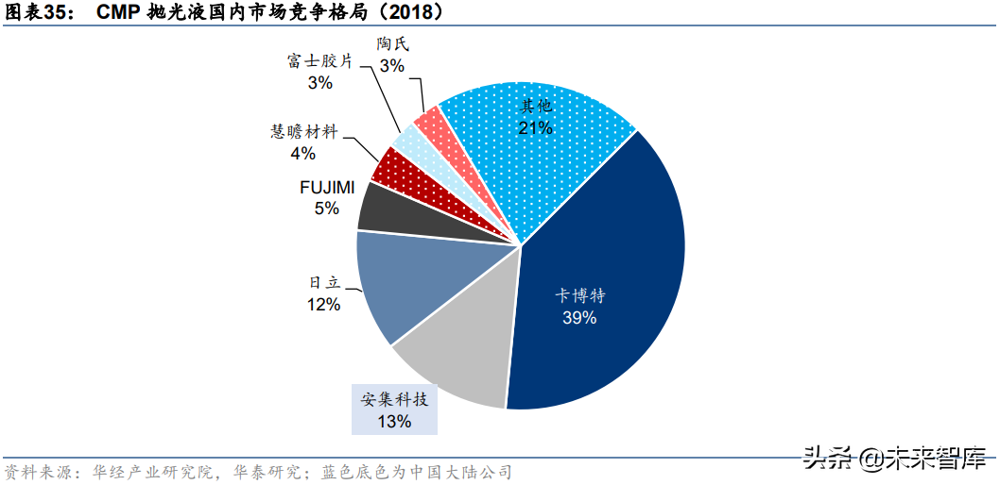 图表35： CMP 抛光液国内市场竞争格局（2018）
陶氏
3%
富士胶片
3%
其他
21%
慧瞻材料
4%
FUJIMI
5%
日立
12%
卡博特
39%
安集科技
13%
资料来源：华经产业研究院，华泰研究；蓝色底色为中国大陆公司
头条 @未来智库